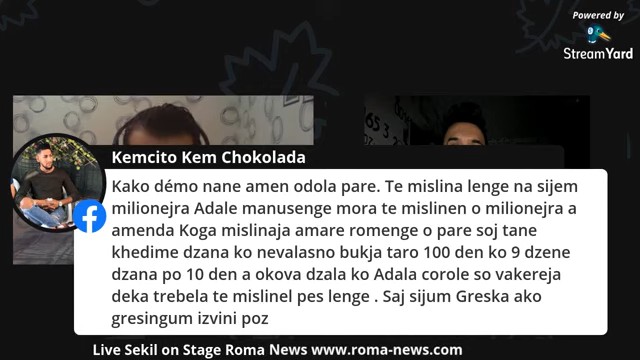 Powered by
StreamYard
Kemcito Kem Chokolada
Kako démo nane amen odola pare. Te mislina lenge na sijem
milionejra Adale manusenge mora te mislinen o milionejra a
amenda Koga mislinaja amare romenge o pare soj tane
khedime dzana ko nevalasno bukja taro 100 den ko 9 dzene
dzana po 10 den a okova dzala ko Adala corole so vakereja
deka trebela te mislinel pes lenge . Saj sijum Greska ako
gresingum izvini poz
Live Sekil on Stage Roma News www.roma-news.com